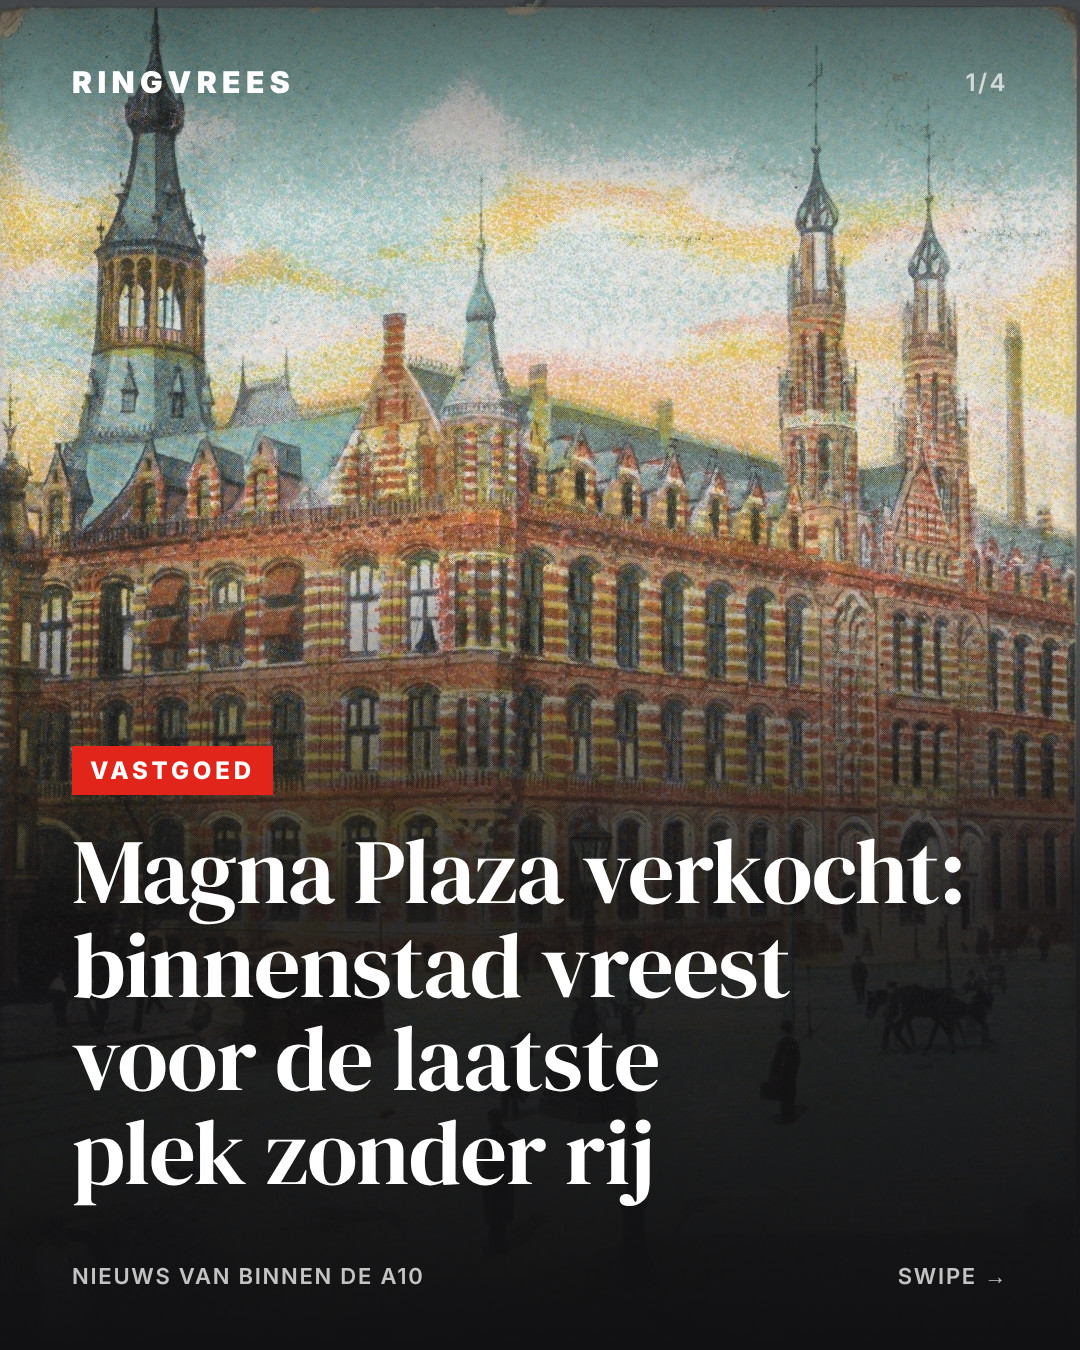 RINGVREES
1/4
VASTGOED
Magna Plaza verkocht:
binnenstad vreest
voor de laatste
plek zonder rij
NIEUWS VAN BINNEN DE A10
SWIPE →